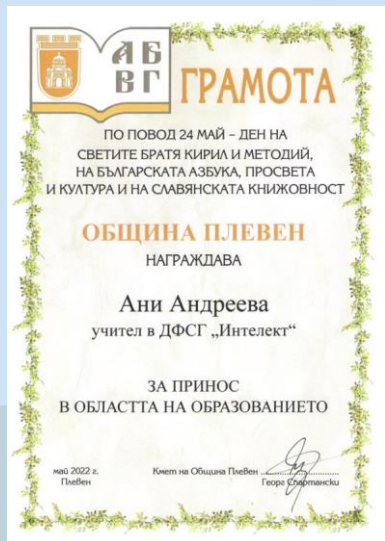 АБ
ВГ
ГРАМОТА
ПО ПОВОД 24 МАЙ – ДЕН НА
СВЕТИТЕ БРАТЯ КИРИЛ И МЕТОДИЙ,
НА БЪЛГАРСКАТА АЗБУКА, ПРОСВЕТА
И КУЛТУРА И НА СЛАВЯНСКАТА КНИЖОВНОСТ
ОБЩИНА ПЛЕВЕН
НАГРАЖДАВА
Ани Андреева
учител в ДФСГ „Интелект“
ЗА ПРИНОС
В ОБЛАСТТА НА ОБРАЗОВАНИЕТО
май 2022 г.
Плевен
Кмет на Община Плевен
Георг Спартански